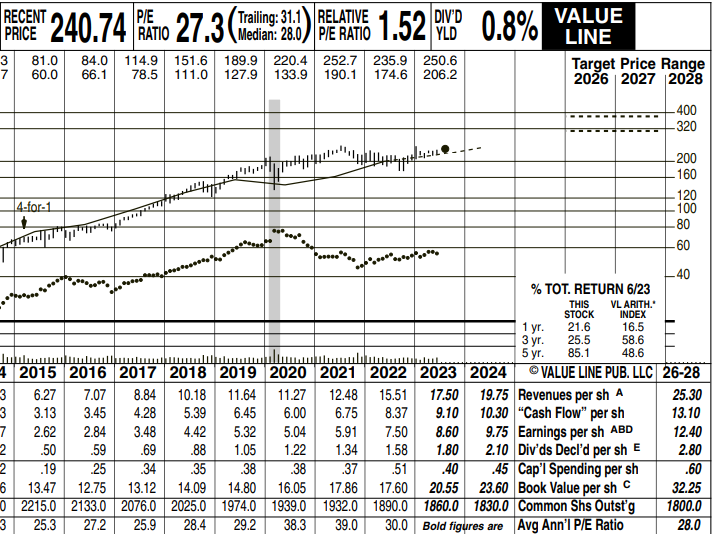 RECENT PRICE 240.74 P/E RATIO 27.3 (Trailing: 31.1 Median: 28.0) RELATIVE P/E RATIO 1.52 DIV'D YLD 0.8% VALUE LINE
3 81.0 84.0 114.9 151.6 189.9 220.4 252.7 235.9 250.6
7 60.0 66.1 78.5 111.0 127.9 133.9 190.1 174.6 206.2
Target Price Range
2026 2027 2028
400
320
200
160
120
100
80
60
40
4-for-1
% TOT. RETURN 6/23
THIS STOCK VL ARITH.* INDEX
1 yr. 21.6 16.5
3 yr. 25.5 58.6
5 yr. 85.1 48.6
4 2015 2016 2017 2018 2019 2020 2021 2022 2023 2024 © VALUE LINE PUB. LLC 26-28
3 6.27 7.07 8.84 10.18 11.64 11.27 12.48 15.51 17.50 19.75 Revenues per sh A 25.30
3 3.13 3.45 4.28 5.39 6.45 6.00 6.75 8.37 9.10 10.30 "Cash Flow" per sh 13.10
7 2.62 2.84 3.48 4.42 5.32 5.04 5.91 7.50 8.60 9.75 Earnings per sh ABD 12.40
2 .50 .59 .69 .88 1.05 1.22 1.34 1.58 1.80 2.10 Div'ds Decl'd per sh E 2.80
2 .19 .25 .34 .35 .38 .38 .37 .51 .40 .45 Cap'l Spending per sh .60
6 13.47 12.75 13.12 14.09 14.80 16.05 17.86 17.60 20.55 23.60 Book Value per sh C 32.25
0 2215.0 2133.0 2076.0 2025.0 1974.0 1939.0 1932.0 1890.0 1860.0 1830.0 Common Shs Outst'g 1800.0
3 25.3 27.2 25.9 28.4 29.2 38.3 39.0 30.0 Bold figures are Avg Ann'l P/E Ratio 28.0